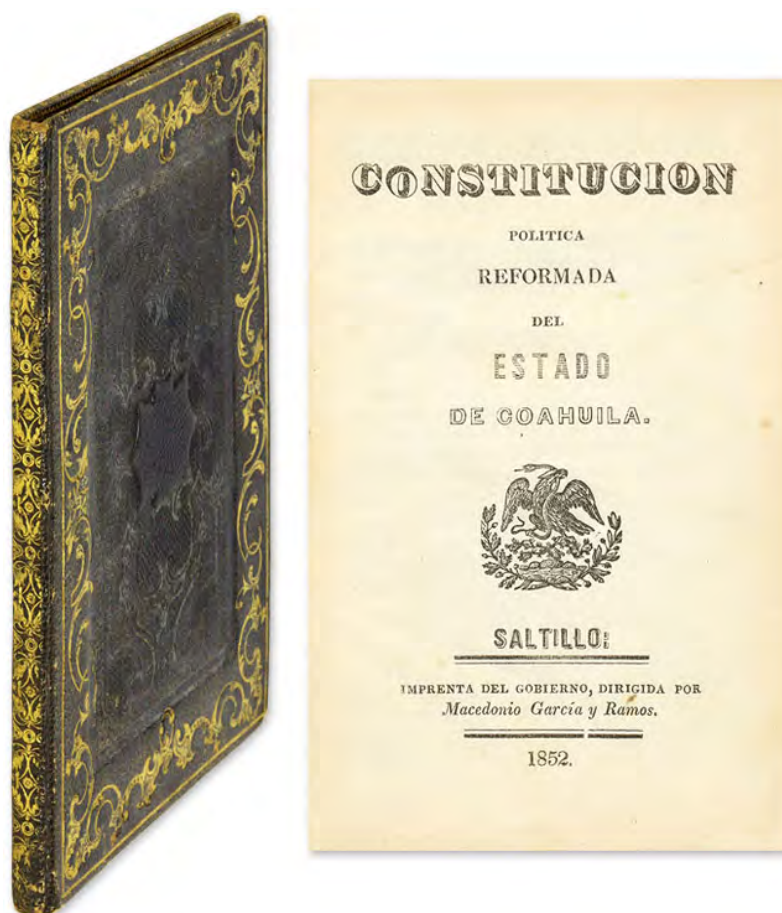 CONSTITUCION
POLITICA
REFORMADA
DEL
ESTADO
DE COAHUILA.
SALTILLO:
IMPRENTA DEL GOBIERNO, DIRIGIDA POR
Macedonio García y Ramos.
1852.